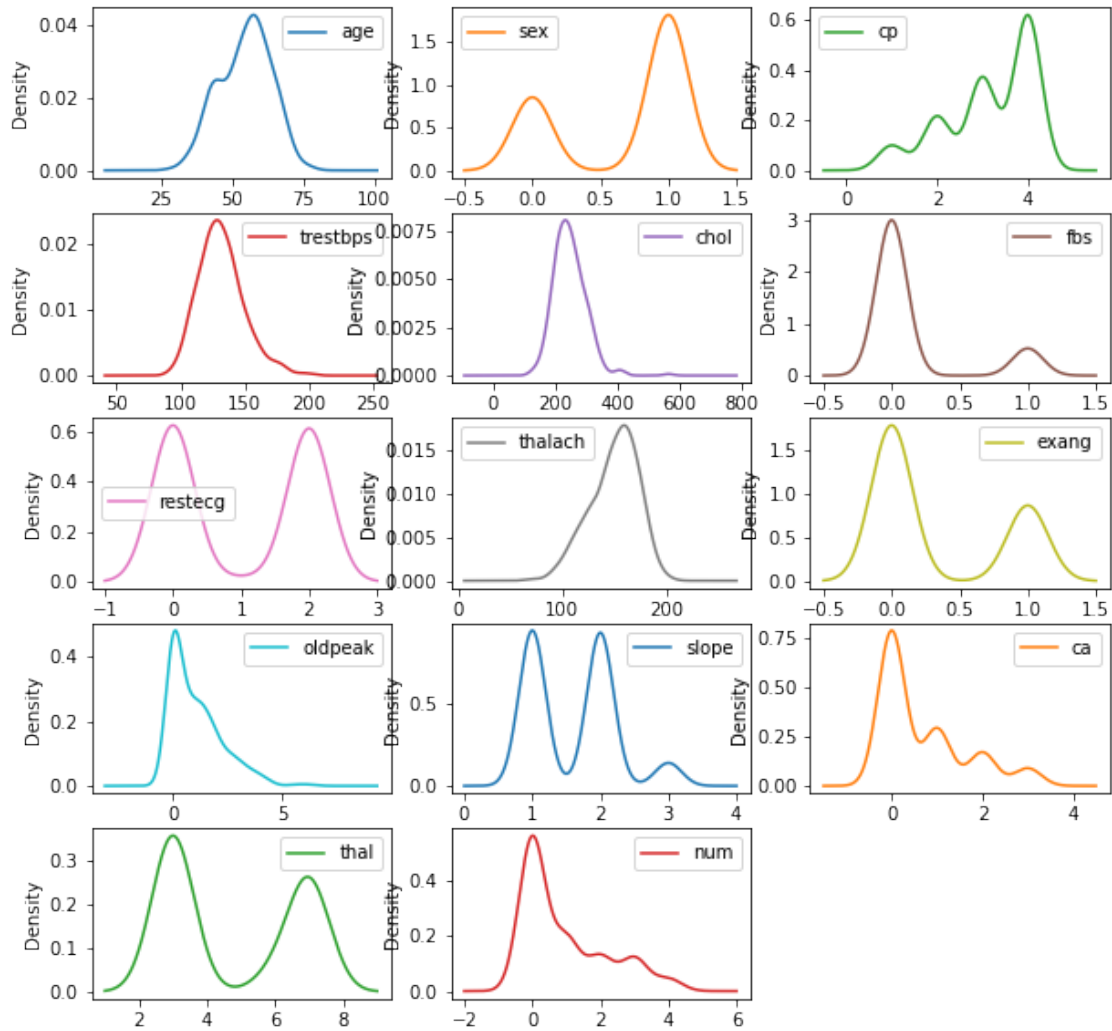 0.04
0.02
0.00
Density
age
25 50 75 100
1.5
1.0
0.5
0.0
Density
sex
−0.5 0.0 0.5 1.0 1.5
0.6
0.4
0.2
0.0
Density
cp
0 2 4
0.02
0.01
0.00
Density
trestbps
50 100 150 200 250
0.0075
0.0050
0.0025
0.0000
Density
chol
0 200 400 600 800
3
2
1
0
Density
fbs
−0.5 0.0 0.5 1.0 1.5
0.6
0.4
0.2
0.0
Density
restecg
−1 0 1 2 3
0.015
0.010
0.005
0.000
Density
thalach
0 100 200
1.5
1.0
0.5
0.0
Density
exang
−0.5 0.0 0.5 1.0 1.5
0.4
0.2
0.0
Density
oldpeak
0 5
0.5
0.0
Density
slope
0 1 2 3 4
0.75
0.50
0.25
0.00
Density
ca
0 2 4
0.3
0.2
0.1
0.0
Density
thal
2 4 6 8
0.4
0.2
0.0
Density
num
−2 0 2 4 6